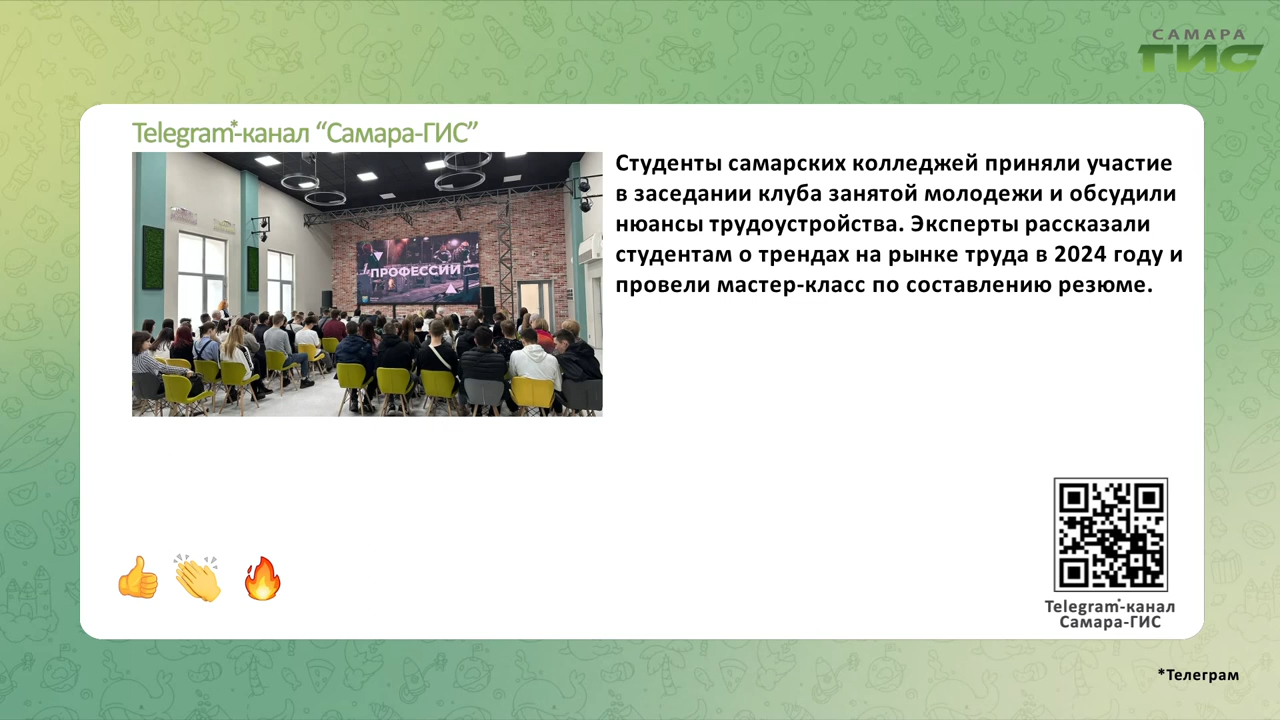 САМАРА
ГИС
Telegram*-канал “Самара-ГИС”
Студенты самарских колледжей приняли участие
в заседании клуба занятой молодежи и обсудили
нюансы трудоустройства. Эксперты рассказали
студентам о трендах на рынке труда в 2024 году и
провели мастер-класс по составлению резюме.
ПРОФЕССИИ
Telegram*-канал
Самара-ГИС
*Телеграм